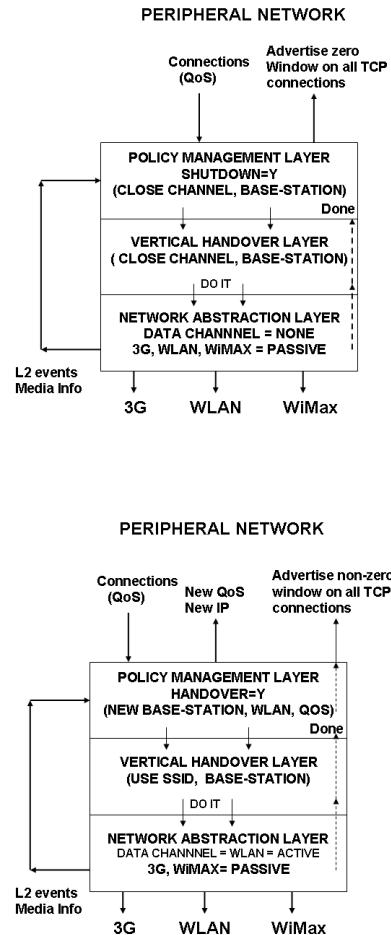 PERIPHERAL NETWORK
Connections
(QoS)
Advertise zero
Window on all TCP
connections
POLICY MANAGEMENT LAYER
SHUTDOWN=Y
(CLOSE CHANNEL, BASE-STATION)
Done
VERTICAL HANDOVER LAYER
( CLOSE CHANNEL, BASE-STATION)
DO IT
NETWORK ABSTRACTION LAYER
DATA CHANNNEL = NONE
3G, WLAN, WiMAX = PASSIVE
L2 events
Media Info
3G WLAN WiMax
PERIPHERAL NETWORK
Connections
(QoS)
New QoS
New IP
Advertise non-zero
window on all TCP
connections
POLICY MANAGEMENT LAYER
HANDOVER=Y
(NEW BASE-STATION, WLAN, QOS)
Done
VERTICAL HANDOVER LAYER
(USE SSID, BASE-STATION)
DO IT
NETWORK ABSTRACTION LAYER
DATA CHANNNEL = WLAN = ACTIVE
3G, WiMAX= PASSIVE
L2 events
Media Info
3G WLAN WiMax